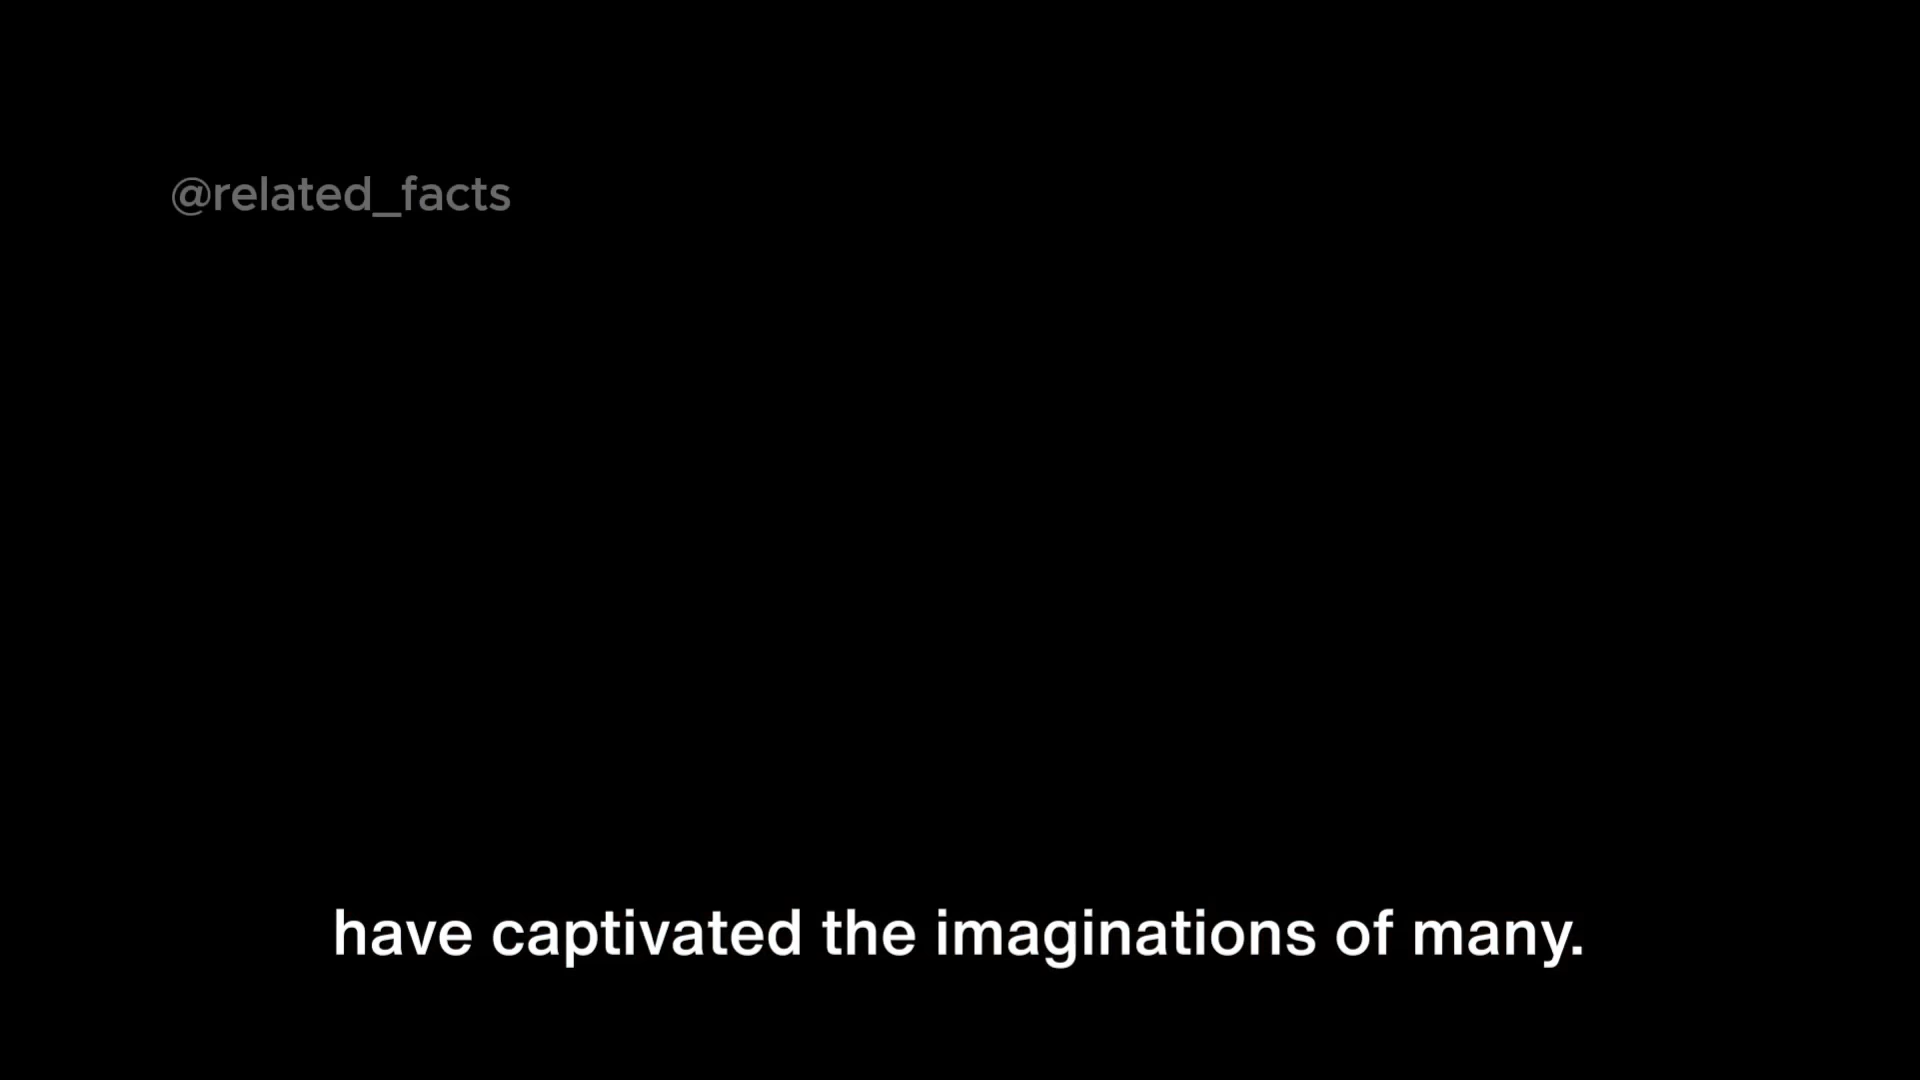 @related_facts
have captivated the imaginations of many.